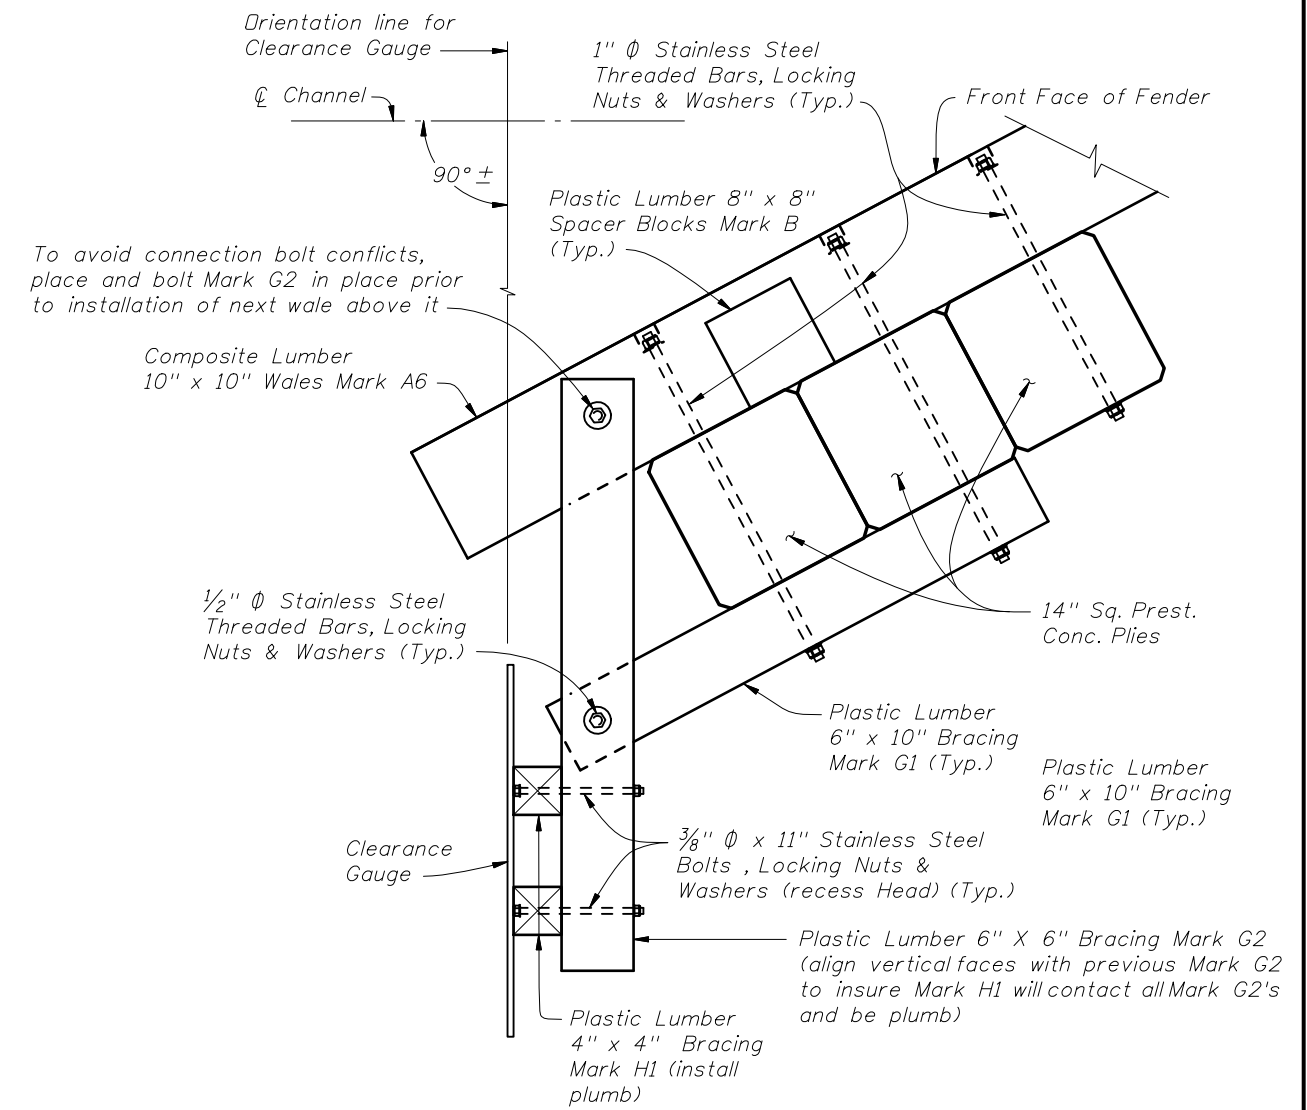 Orientation line for
Clearance Gauge
℄ Channel
90° ±
1" ϕ Stainless Steel
Threaded Bars, Locking
Nuts & Washers (Typ.)
Front Face of Fender
Plastic Lumber 8" x 8"
Spacer Blocks Mark B
(Typ.)
To avoid connection bolt conflicts,
place and bolt Mark G2 in place prior
to installation of next wale above it
Composite Lumber
10" x 10" Wales Mark A6
½" ϕ Stainless Steel
Threaded Bars, Locking
Nuts & Washers (Typ.)
14" Sq. Prest.
Conc. Plies
Plastic Lumber
6" x 10" Bracing
Mark G1 (Typ.)
Plastic Lumber
6" x 10" Bracing
Mark G1 (Typ.)
Clearance
Gauge
⅜" ϕ x 11" Stainless Steel
Bolts , Locking Nuts &
Washers (recess Head) (Typ.)
Plastic Lumber 6" X 6" Bracing Mark G2
(align vertical faces with previous Mark G2
to insure Mark H1 will contact all Mark G2's
and be plumb)
Plastic Lumber
4" x 4" Bracing
Mark H1 (install
plumb)